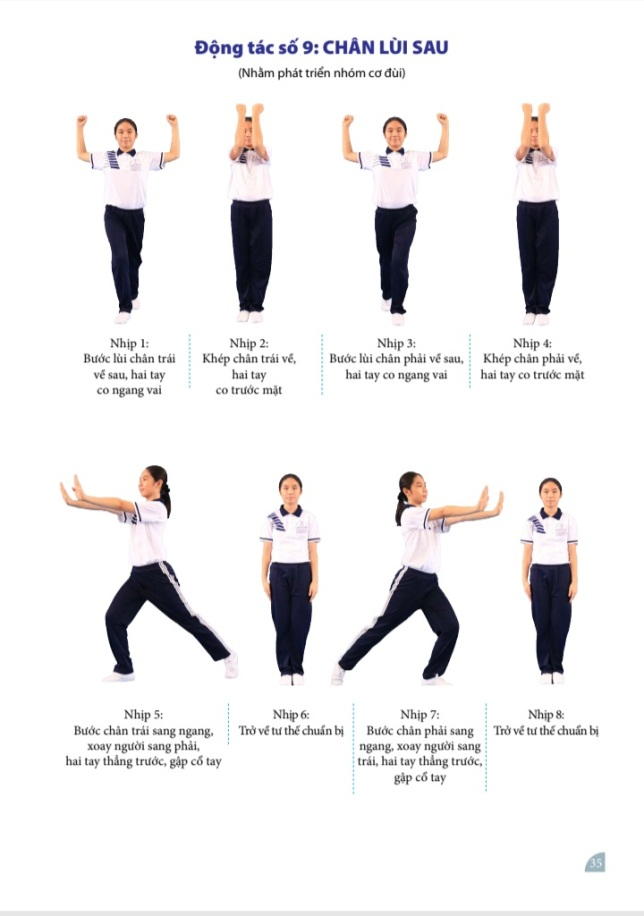 Động tác số 9: CHÂN LÙI SAU
(Nhằm phát triển nhóm cơ đùi)
Nhịp 1:
Bước lùi chân trái
về sau, hai tay
co ngang vai
Nhịp 2:
Khép chân trái về,
hai tay
co trước mặt
Nhịp 3:
Bước lùi chân phải về sau,
hai tay co ngang vai
Nhịp 4:
Khép chân phải về,
hai tay co trước mặt
Nhịp 5:
Bước chân trái sang ngang,
xoay người sang phải,
hai tay thẳng trước, gập cổ tay
Nhịp 6:
Trở về tư thế chuẩn bị
Nhịp 7:
Bước chân phải sang
ngang, xoay người sang
trái, hai tay thẳng trước,
gập cổ tay
Nhịp 8:
Trở về tư thế chuẩn bị
35